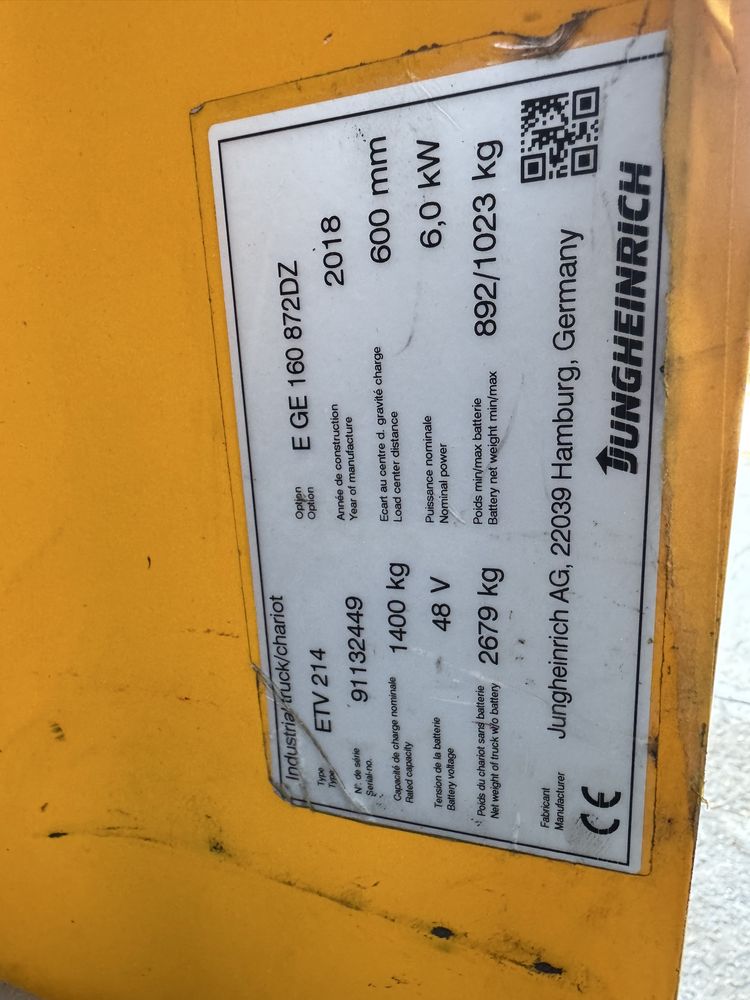 Industrial truck/chariot
Type
Type
ETV 214
Option
Option
E GE 160 872DZ
N° de série
Serial-no.
91132449
Année de construction
Year of manufacture
2018
Capacité de charge nominale
Rated capacity
1400 kg
Ecart au centre d. gravité charge
Load center distance
600 mm
Tension de la batterie
Battery voltage
48 V
Puissance nominale
Nominal power
6,0 kW
Poids du chariot sans batterie
Net weight of truck w/o battery
2679 kg
Poids min/max batterie
Battery net weight min/max
892/1023 kg
Fabricant
Manufacturer
Jungheinrich AG, 22039 Hamburg, Germany
CE
JUNGHEINRICH